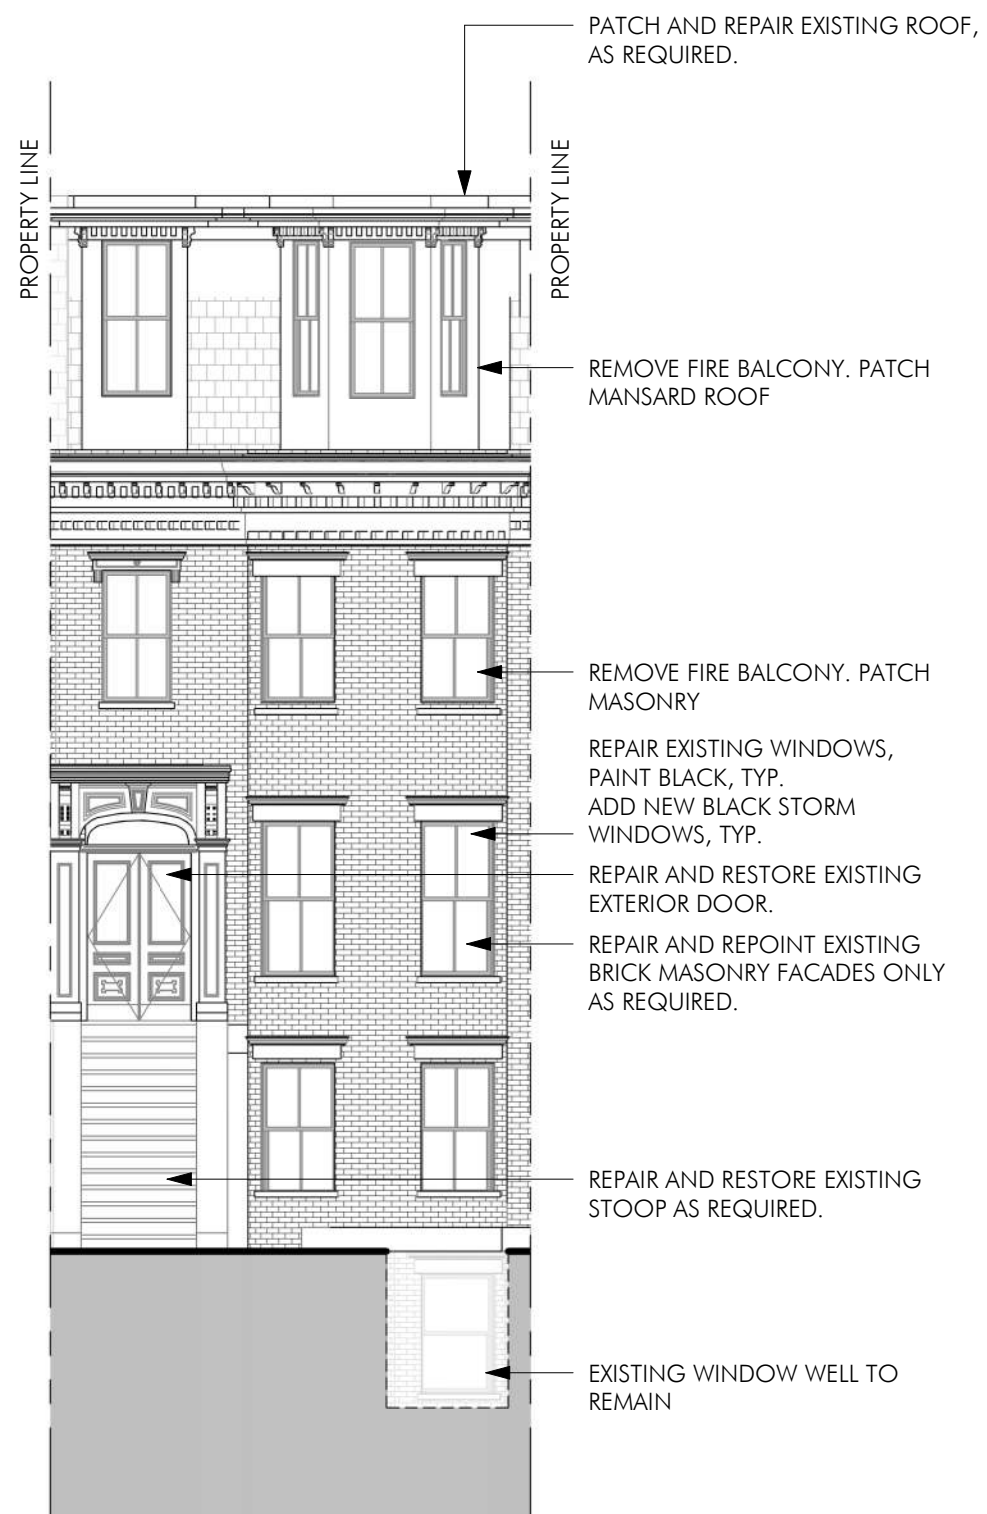 PATCH AND REPAIR EXISTING ROOF,
AS REQUIRED.
PROPERTY LINE
PROPERTY LINE
REMOVE FIRE BALCONY. PATCH
MANSARD ROOF
REMOVE FIRE BALCONY. PATCH
MASONRY
REPAIR EXISTING WINDOWS,
PAINT BLACK, TYP.
ADD NEW BLACK STORM
WINDOWS, TYP.
REPAIR AND RESTORE EXISTING
EXTERIOR DOOR.
REPAIR AND REPOINT EXISTING
BRICK MASONRY FACADES ONLY
AS REQUIRED.
REPAIR AND RESTORE EXISTING
STOOP AS REQUIRED.
EXISTING WINDOW WELL TO
REMAIN